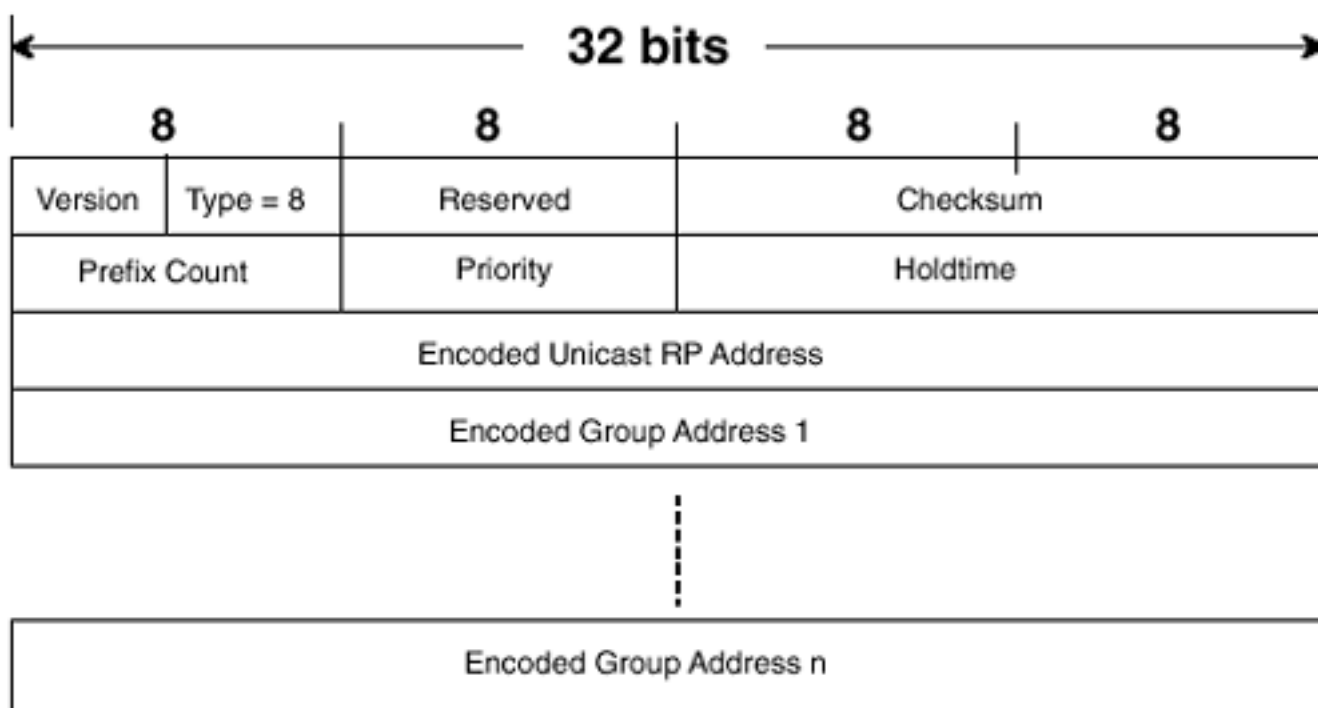 32 bits
8 8 8 8
Version Type = 8 Reserved Checksum
Prefix Count Priority Holdtime
Encoded Unicast RP Address
Encoded Group Address 1
Encoded Group Address n